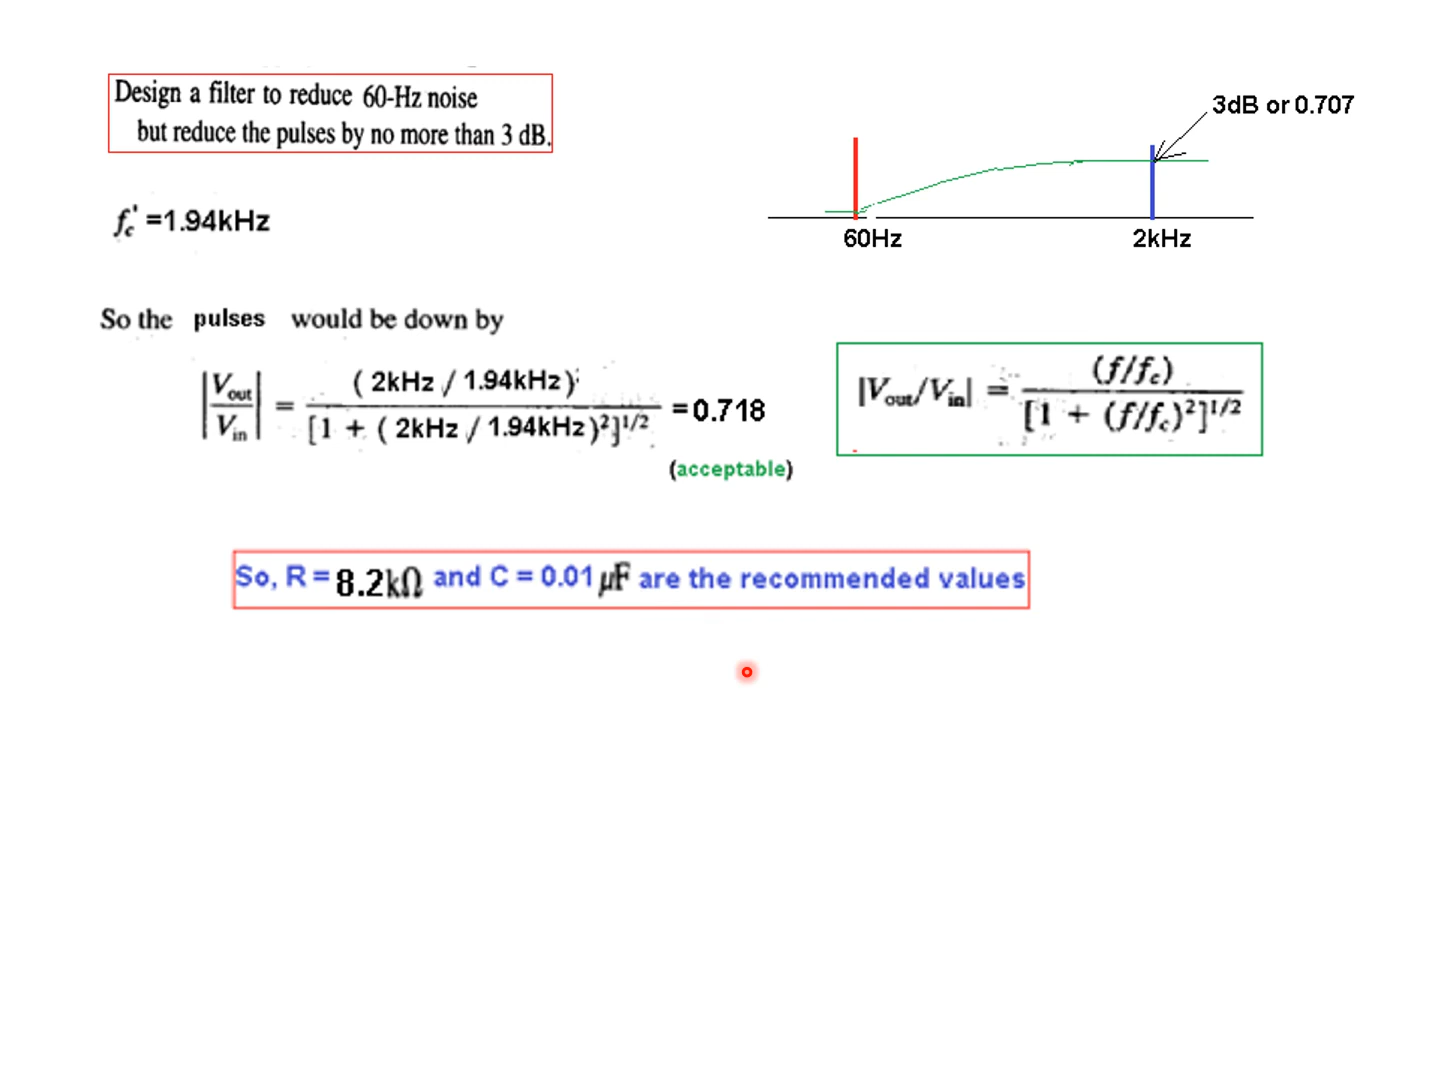 Design a filter to reduce 60-Hz noise
but reduce the pulses by no more than 3 dB.
3dB or 0.707
60Hz
2kHz
fc' =1.94kHz
So the pulses would be down by
|Vout/Vin| = ( 2kHz / 1.94kHz ) / [1 + ( 2kHz / 1.94kHz )²]^1/2 =0.718
(acceptable)
|Vout/Vin| = (f/fc) / [1 + (f/fc)²]^1/2
So, R = 8.2kΩ and C = 0.01 µF are the recommended values